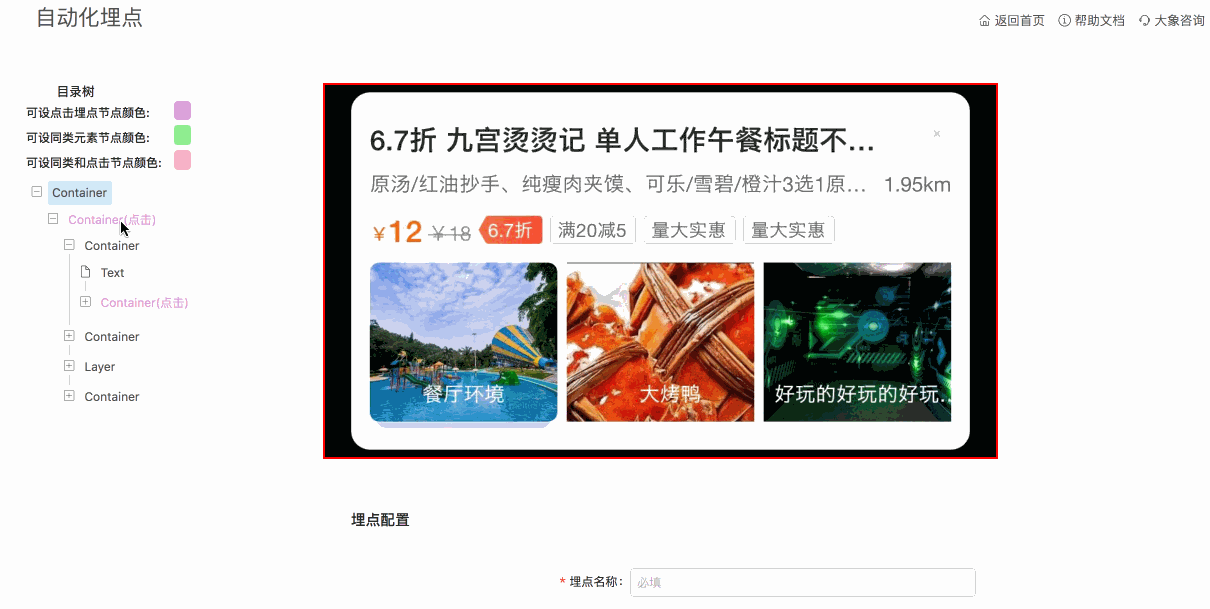 自动化埋点
返回首页 帮助文档 大象咨询
目录树
可设点击埋点节点颜色:
可设同类元素节点颜色:
可设同类和点击节点颜色:
Container
Container(点击)
Container
Text
Container(点击)
Container
Layer
Container
6.7折 九宫烫烫记 单人工作午餐标题不... ×
原汤/红油抄手、纯瘦肉夹馍、可乐/雪碧/橙汁3选1原... 1.95km
¥12 ¥18 6.7折 满20减5 量大实惠 量大实惠
餐厅环境 大烤鸭 好玩的好玩的好玩..
埋点配置
* 埋点名称: 必填